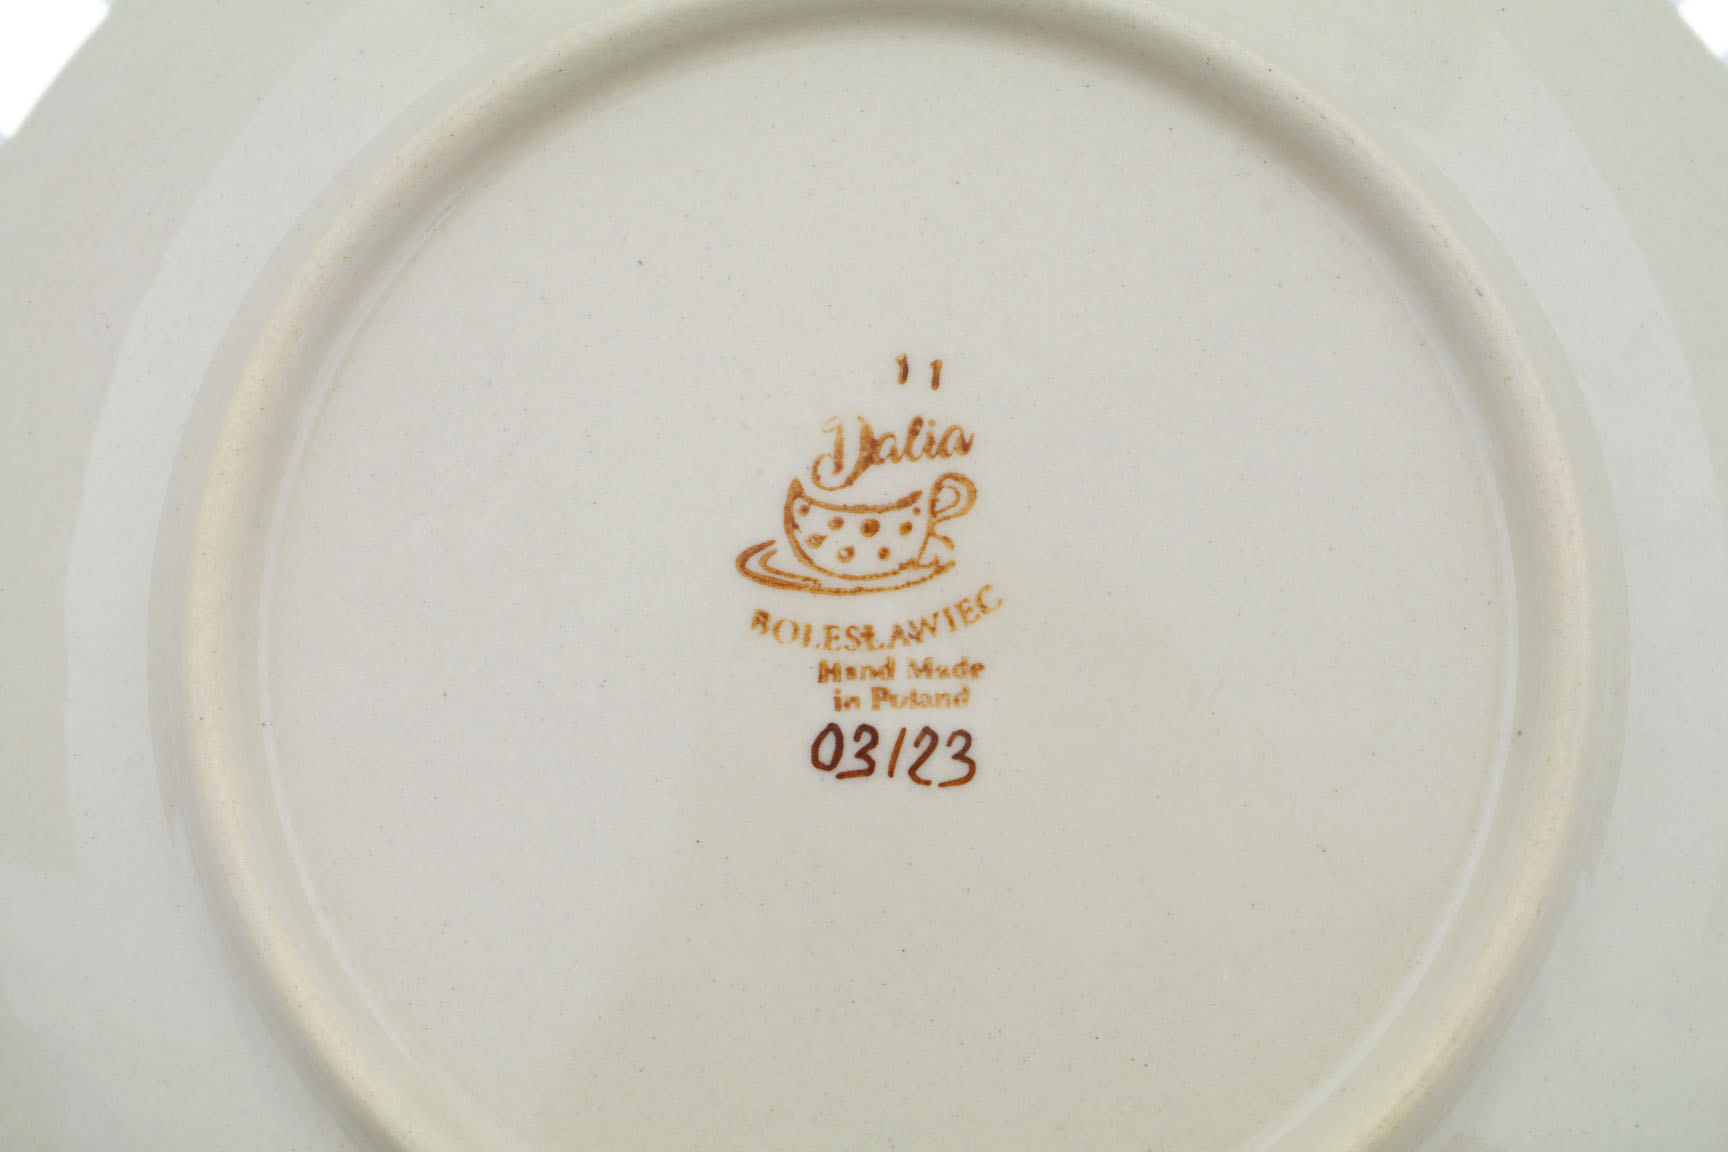 11
Dalia
BOLESŁAWIEC
Hand Made
in Poland
03/23